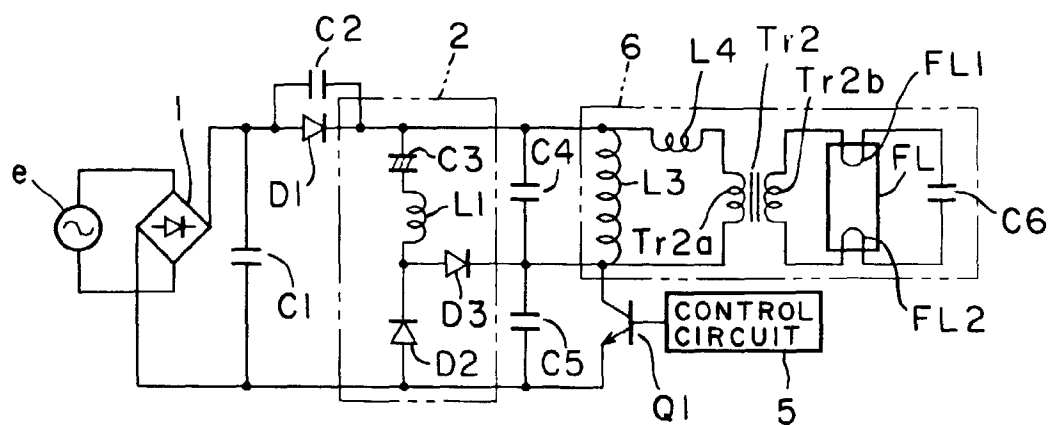 C2
2
6
L4
Tr2
Tr2b
FL1
1
e
D1
C3
L1
C4
L3
Tr2a
FL
C6
C1
D3
D2
C5
CONTROL
CIRCUIT
FL2
Q1
5